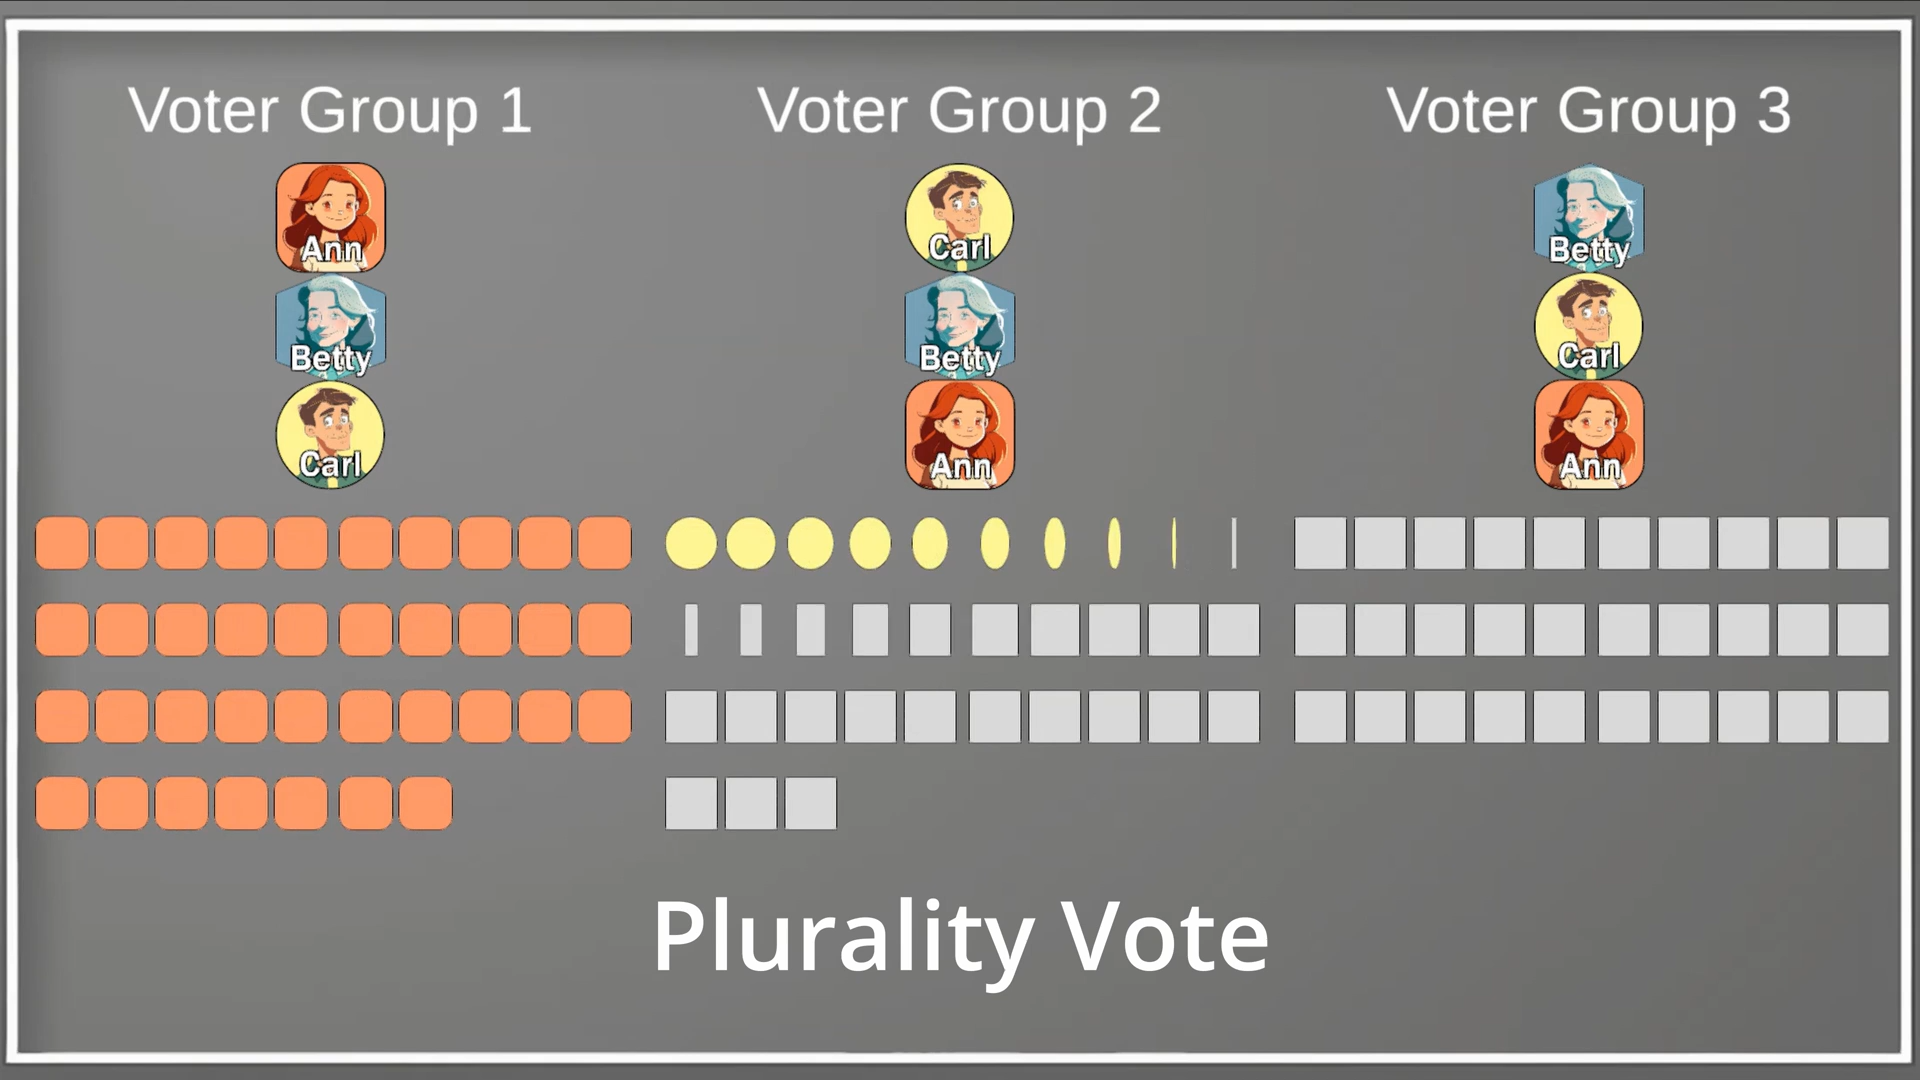 Voter Group 1
Voter Group 2
Voter Group 3
Ann
Carl
Betty
Betty
Betty
Carl
Carl
Ann
Ann
Plurality Vote